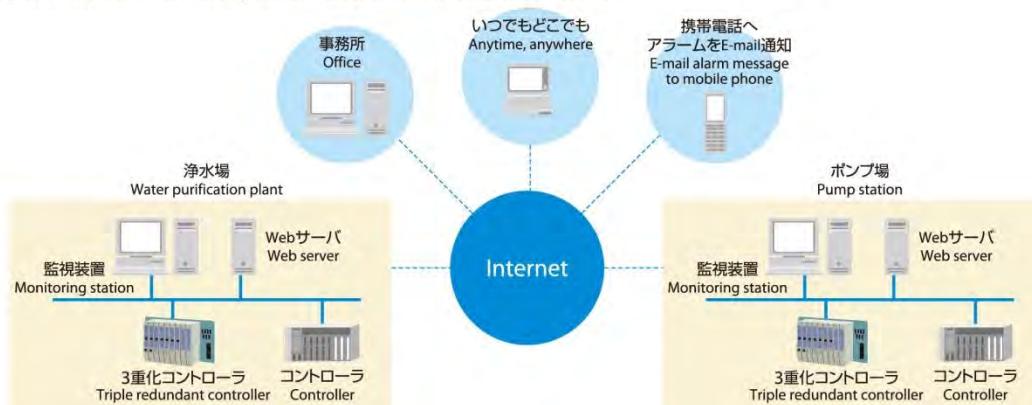 事務所
Office
いつでもどこでも
Anytime, anywhere
携帯電話へ
アラームをE-mail通知
E-mail alarm message
to mobile phone
浄水場
Water purification plant
Webサーバ
Web server
監視装置
Monitoring station
3重化コントローラ
Triple redundant controller
コントローラ
Controller
Internet
ポンプ場
Pump station
Webサーバ
Web server
監視装置
Monitoring station
3重化コントローラ
Triple redundant controller
コントローラ
Controller